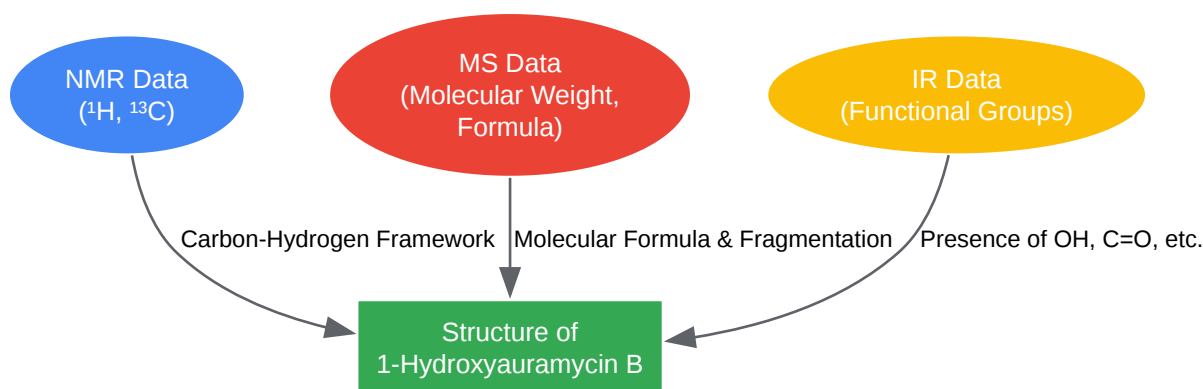 NMR Data
(¹H, ¹³C)
MS Data
(Molecular Weight,
Formula)
IR Data
(Functional Groups)
Carbon-Hydrogen Framework
Molecular Formula & Fragmentation
Presence of OH, C=O, etc.
Structure of
1-Hydroxyauramycin B